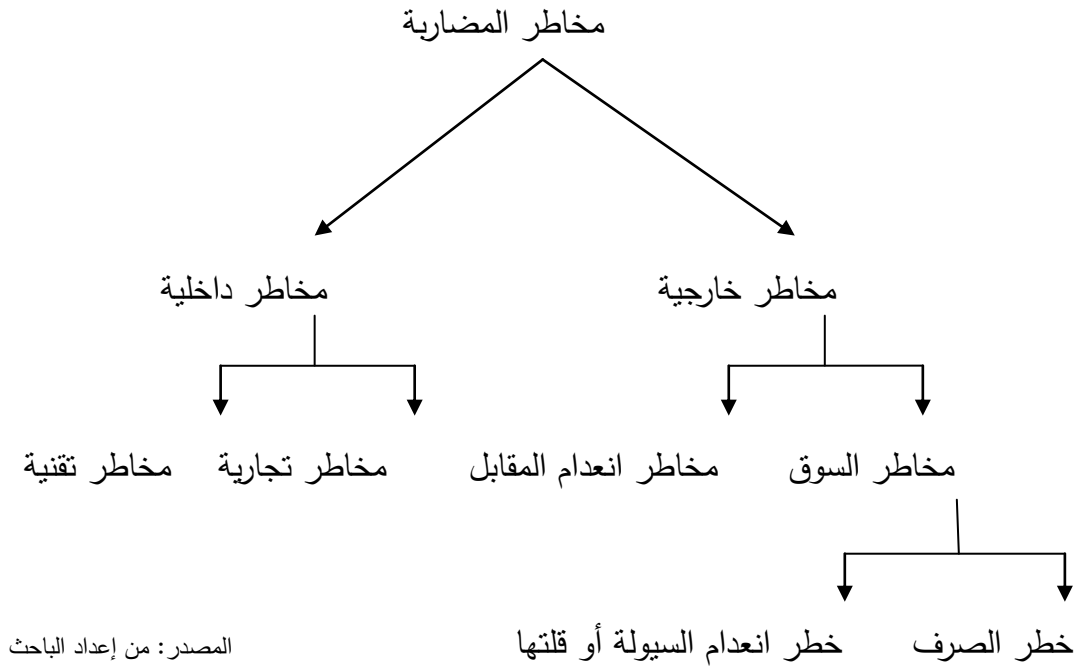 مخاطر المضاربة
مخاطر خارجية
مخاطر داخلية
مخاطر السوق
مخاطر انعدام المقابل
مخاطر تجارية
مخاطر تقنية
خطر الصرف
خطر انعدام السيولة أو قلتها
المصدر: من إعداد الباحث